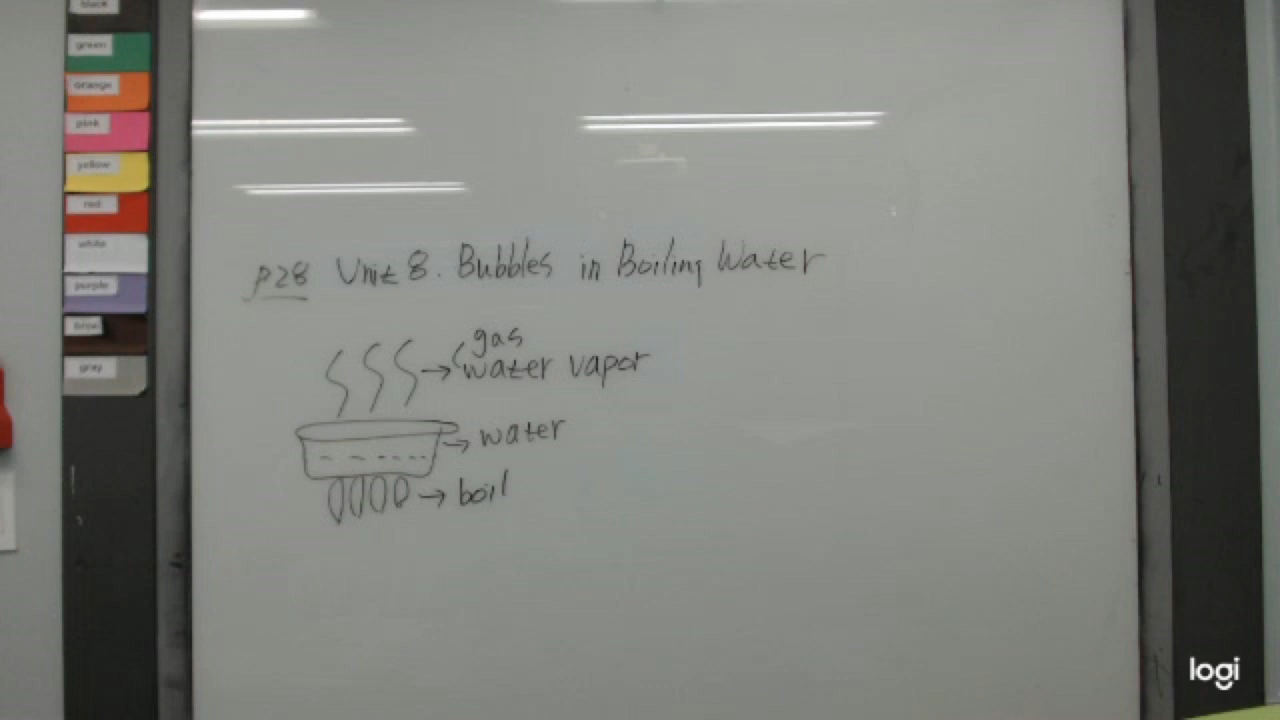 black
green
orange
pink
yellow
red
white
purple
brown
gray
P28 Unit 8. Bubbles in Boiling Water
gas
water vapor
water
boil
logi